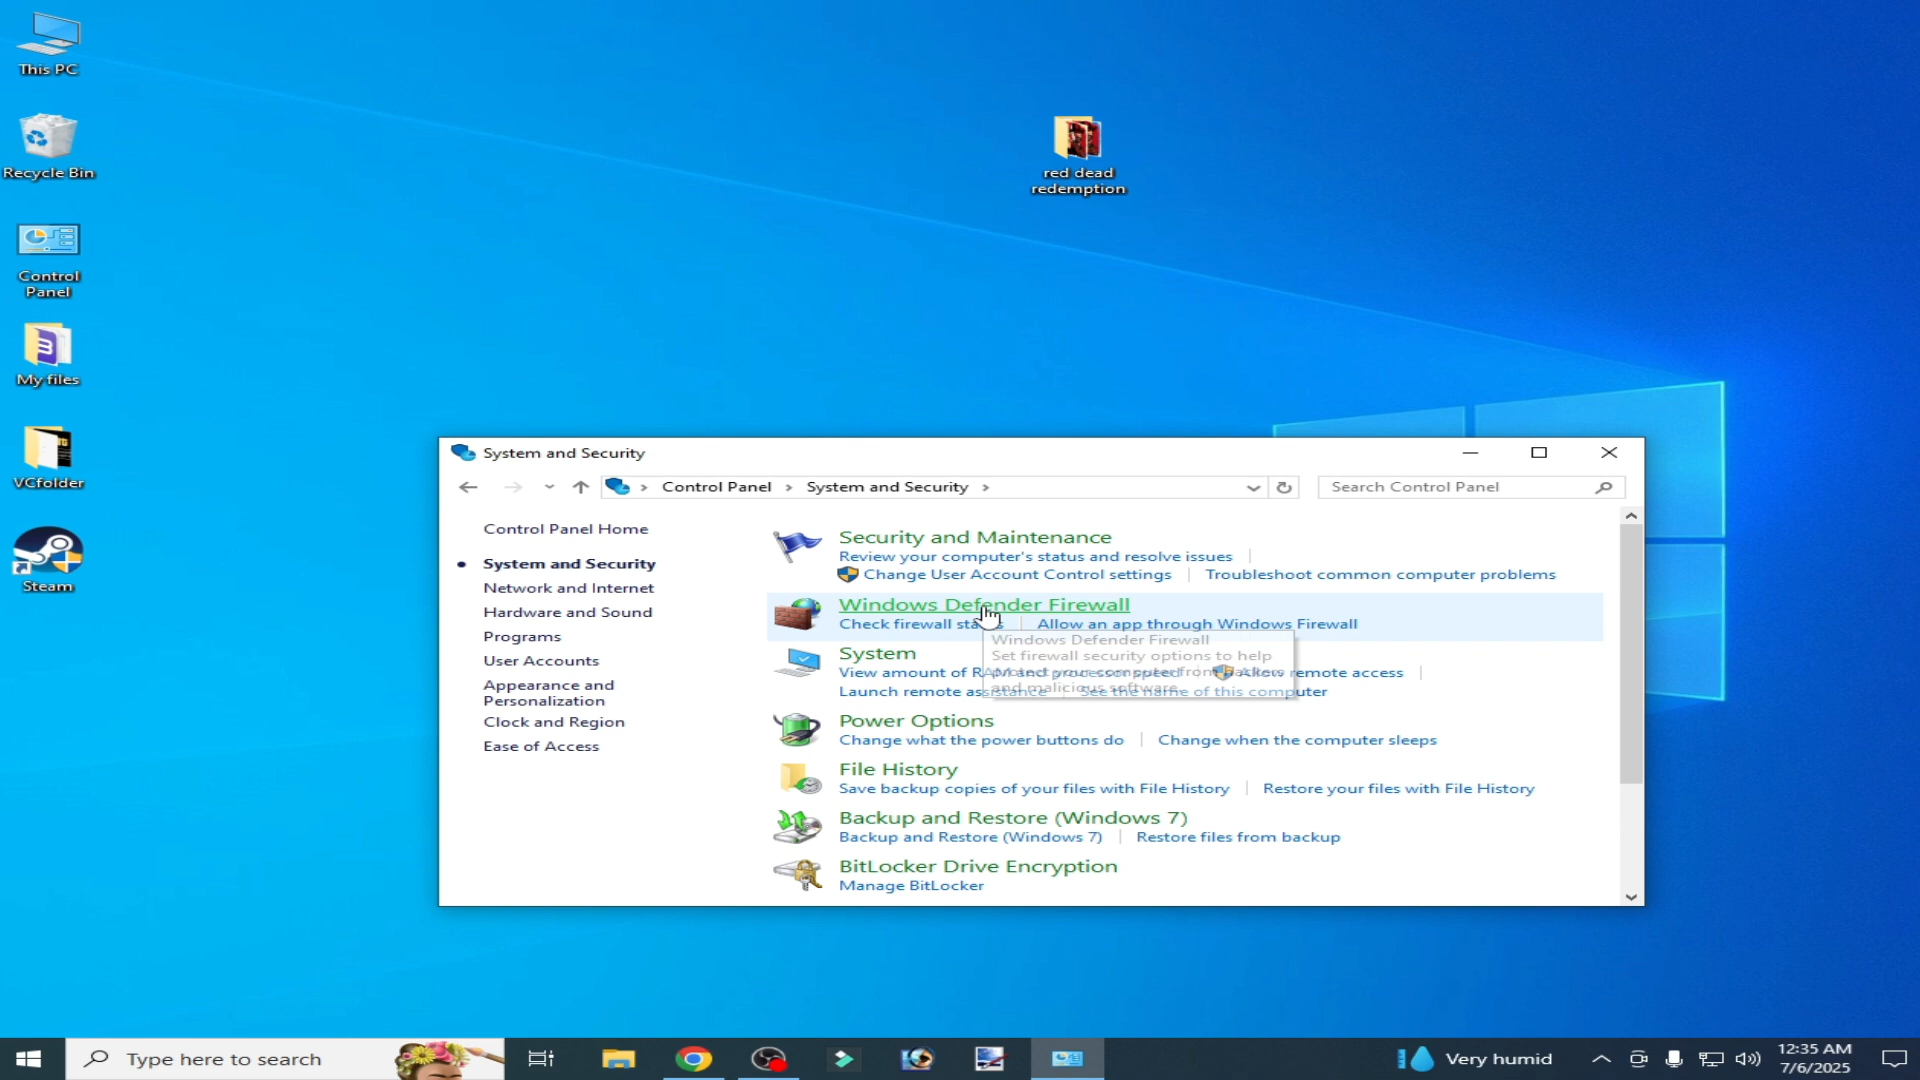 This PC
Recycle Bin
Control
Panel
My files
VCfolder
Steam
red dead
redemption
System and Security
Control Panel > System and Security >
Search Control Panel
Control Panel Home
System and Security
Network and Internet
Hardware and Sound
Programs
User Accounts
Appearance and
Personalization
Clock and Region
Ease of Access
Security and Maintenance
Review your computer's status and resolve issues
Change User Account Control settings
Troubleshoot common computer problems
Windows Defender Firewall
Check firewall
Allow an app through Windows Firewall
Windows Defender Firewall
Set firewall security options to help
protect your computer from hackers
and malicious software.
System
View amount of RAM and processor speed
Allow remote access
Launch remote assistance
See the name of this computer
Power Options
Change what the power buttons do
Change when the computer sleeps
File History
Save backup copies of your files with File History
Restore your files with File History
Backup and Restore (Windows 7)
Backup and Restore (Windows 7)
Restore files from backup
BitLocker Drive Encryption
Manage BitLocker
Type here to search
Very humid
12:35 AM
7/6/2025